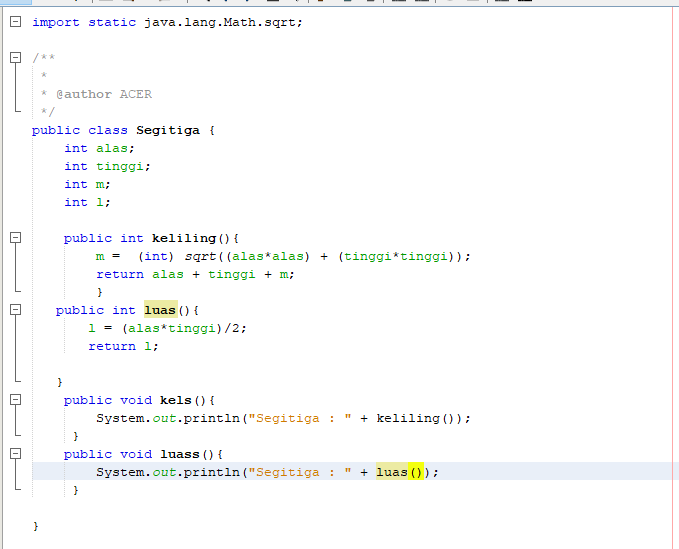 import static java.lang.Math.sqrt;
/**
*
* @author ACER
*/
public class Segitiga {
int alas;
int tinggi;
int m;
int l;
public int keliling(){
m =  (int) sqrt((alas*alas) + (tinggi*tinggi));
return alas + tinggi + m;
}
public int luas(){
l = (alas*tinggi)/2;
return l;
}
public void kels(){
System.out.println("Segitiga : " + keliling());
}
public void luass(){
System.out.println("Segitiga : " + luas());
}
}